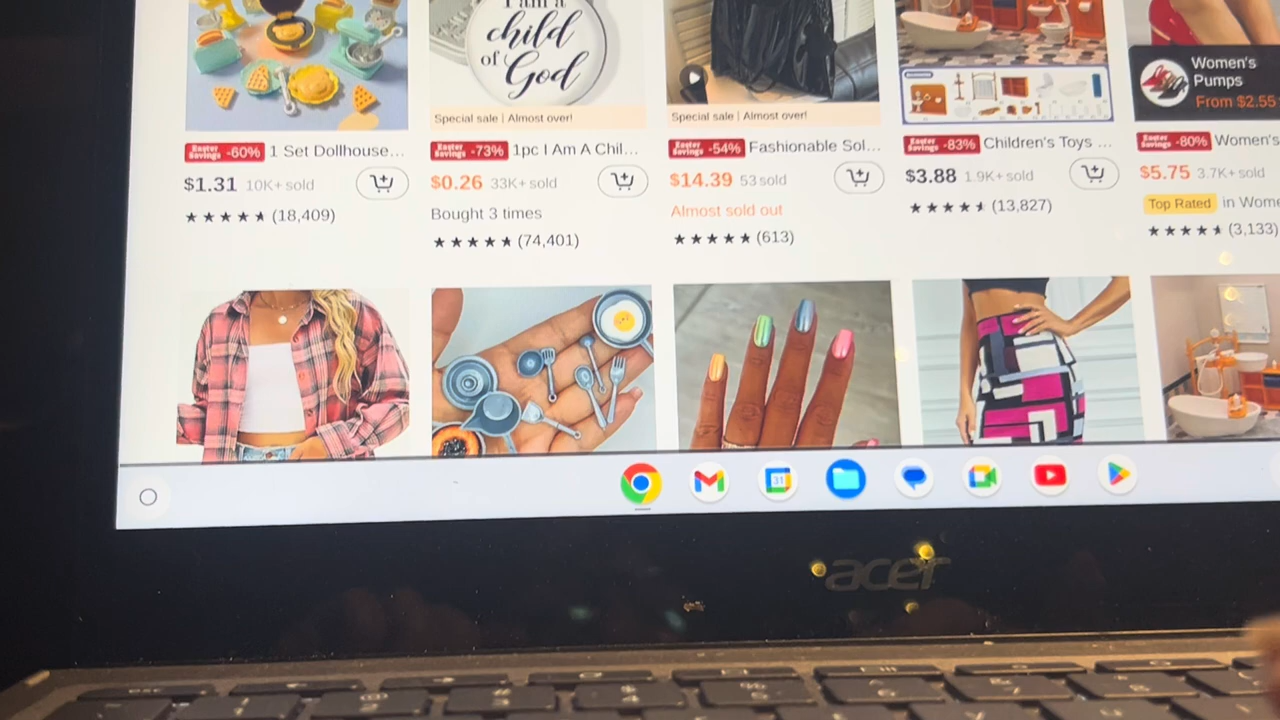 I am a
child
of
God
Women's
Pumps
From $2.55
Special sale | Almost over!
Special sale | Almost over!
Easter Savings -60% 1 Set Dollhouse...
$1.31 10K+ sold
(18,409)
Easter Savings -73% 1pc I Am A Chil...
$0.26 33K+ sold
Bought 3 times
(74,401)
Easter Savings -54% Fashionable Sol...
$14.39 53 sold
Almost sold out
(613)
Easter Savings -83% Children's Toys ...
$3.88 1.9K+ sold
(13,827)
Easter Savings -80% Women's
$5.75 3.7K+ sold
Top Rated in Wome
(3,133)
31
acer